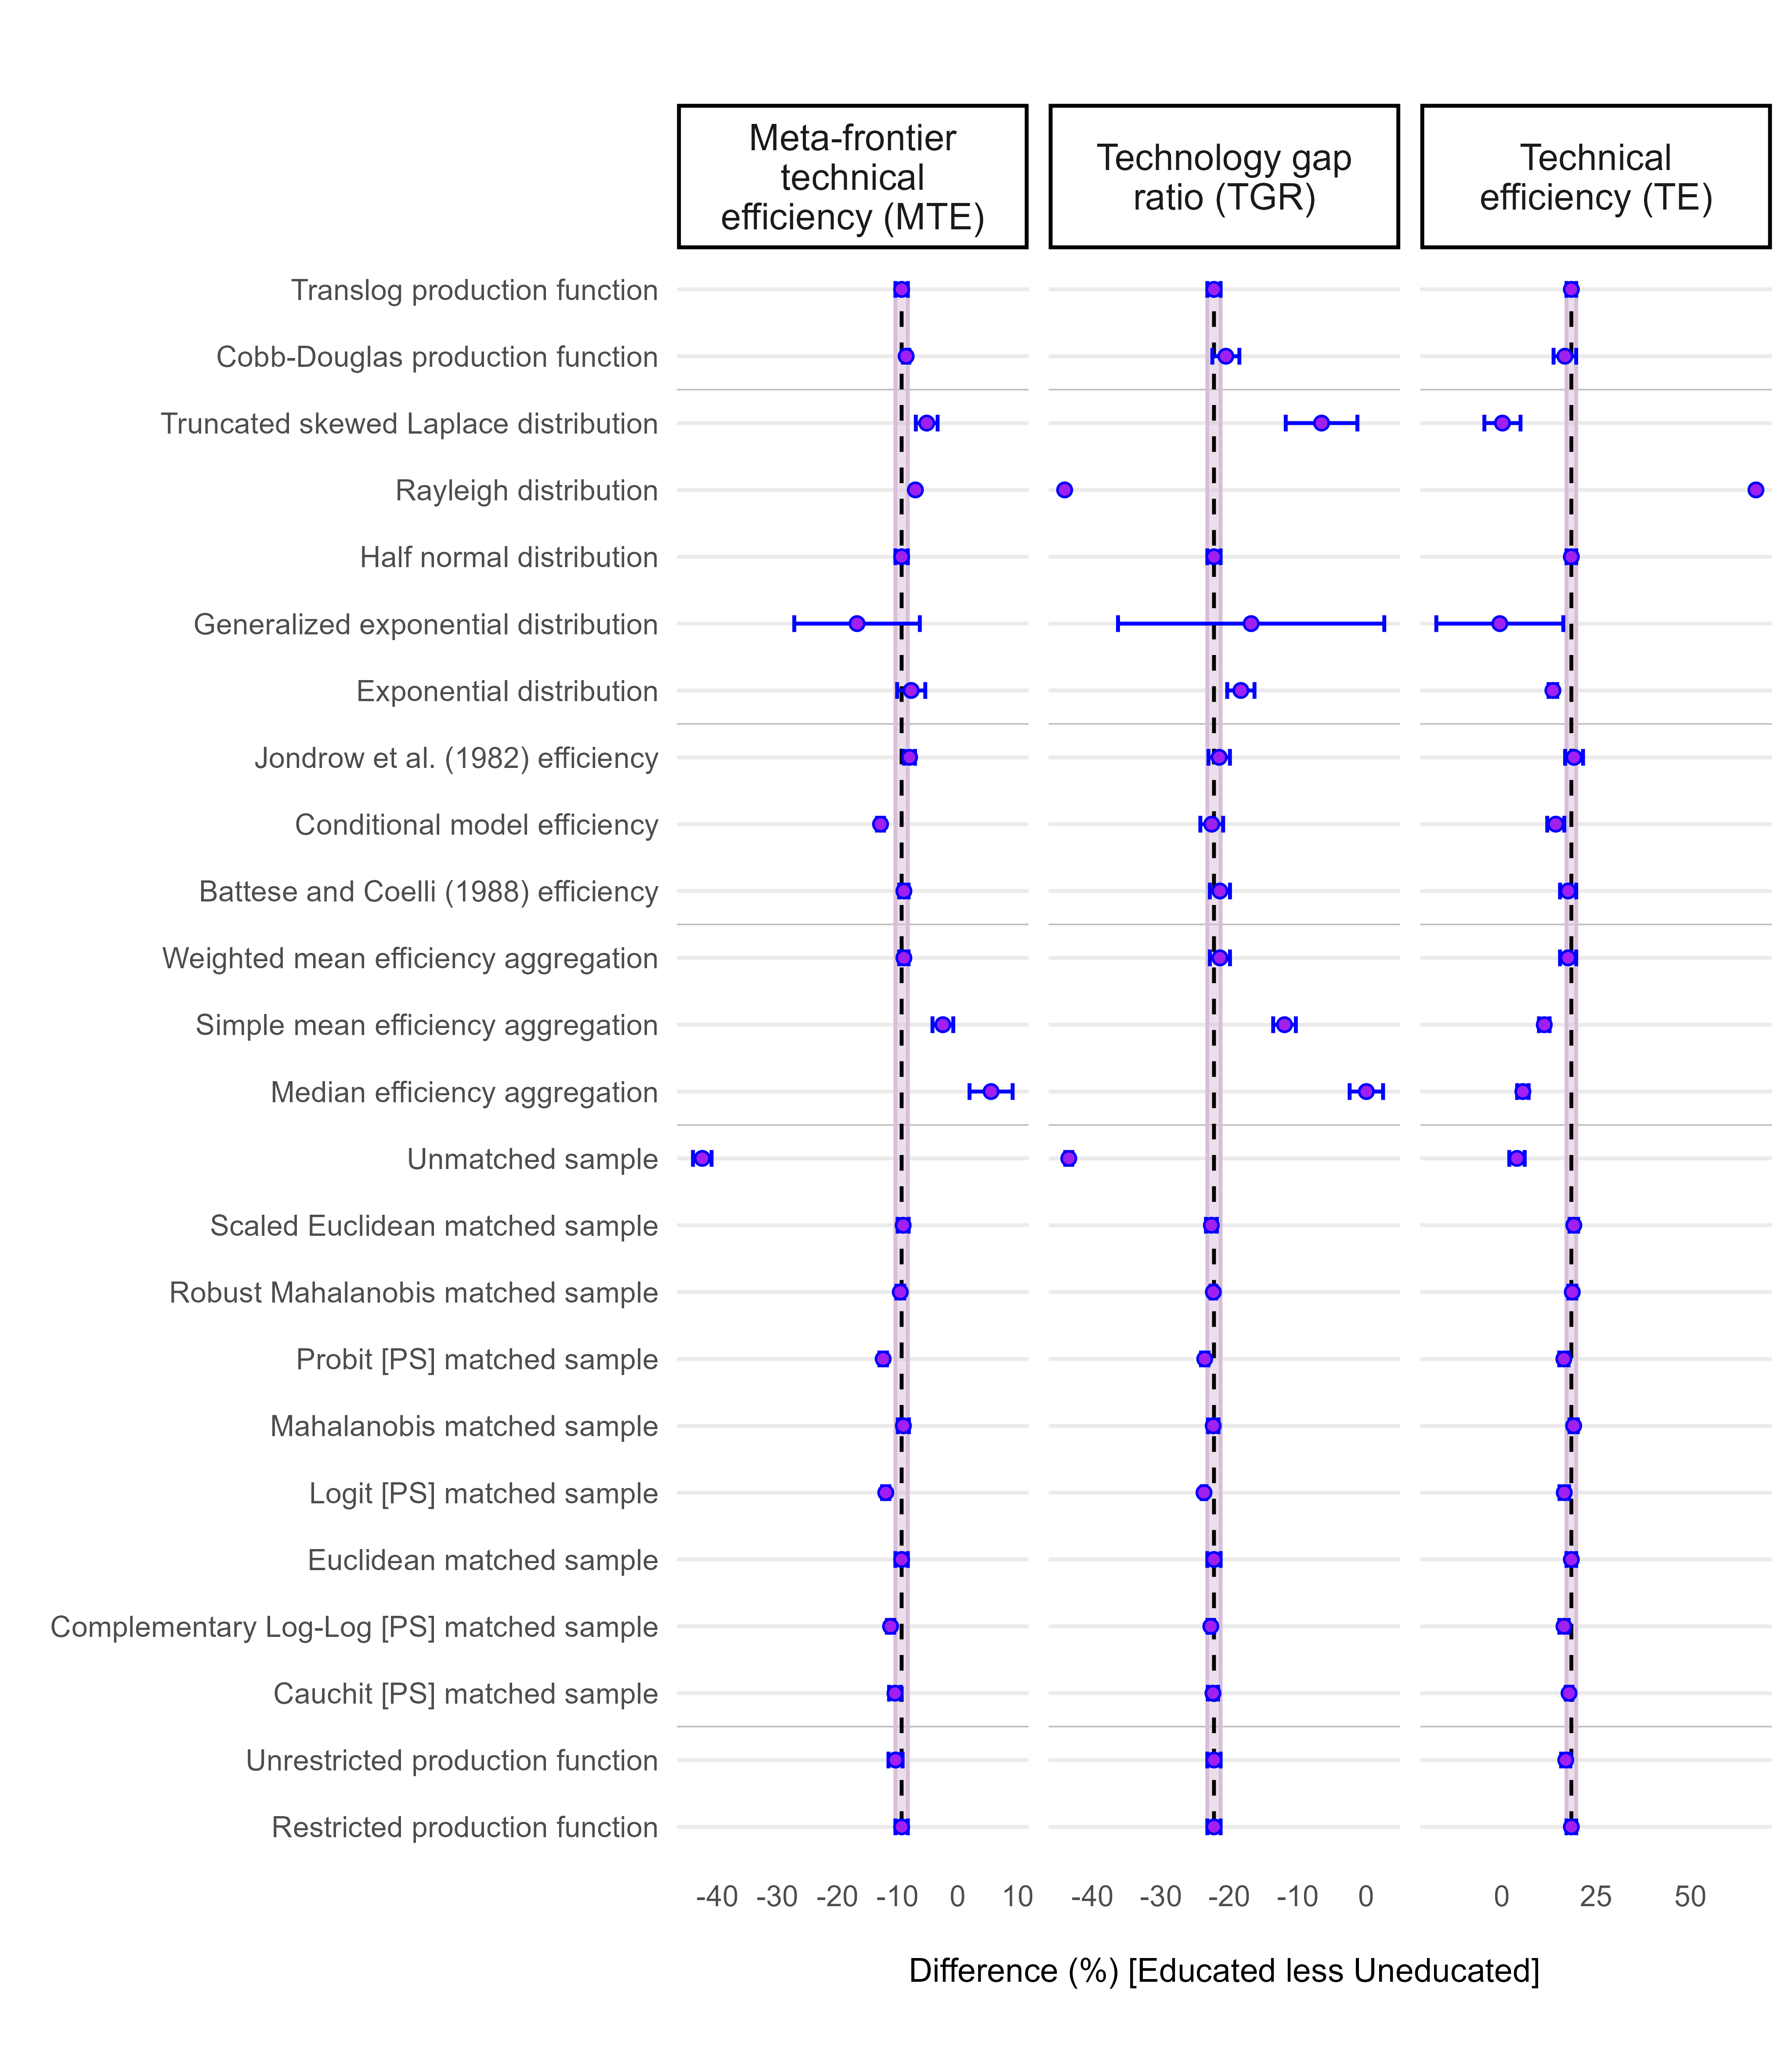 Meta-frontier
technical
efficiency (MTE)
Technology gap
ratio (TGR)
Technical
efficiency (TE)
Translog production function
Cobb-Douglas production function
Truncated skewed Laplace distribution
Rayleigh distribution
Half normal distribution
Generalized exponential distribution
Exponential distribution
Jondrow et al. (1982) efficiency
Conditional model efficiency
Battese and Coelli (1988) efficiency
Weighted mean efficiency aggregation
Simple mean efficiency aggregation
Median efficiency aggregation
Unmatched sample
Scaled Euclidean matched sample
Robust Mahalanobis matched sample
Probit [PS] matched sample
Mahalanobis matched sample
Logit [PS] matched sample
Euclidean matched sample
Complementary Log-Log [PS] matched sample
Cauchit [PS] matched sample
Unrestricted production function
Restricted production function
-40 -30 -20 -10 0 10
-40 -30 -20 -10 0
0 25 50
Difference (%) [Educated less Uneducated]